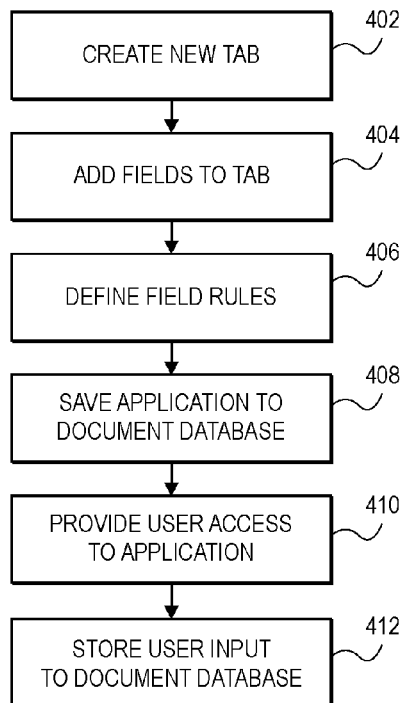 402
CREATE NEW TAB
404
ADD FIELDS TO TAB
406
DEFINE FIELD RULES
408
SAVE APPLICATION TO
DOCUMENT DATABASE
410
PROVIDE USER ACCESS
TO APPLICATION
412
STORE USER INPUT
TO DOCUMENT DATABASE